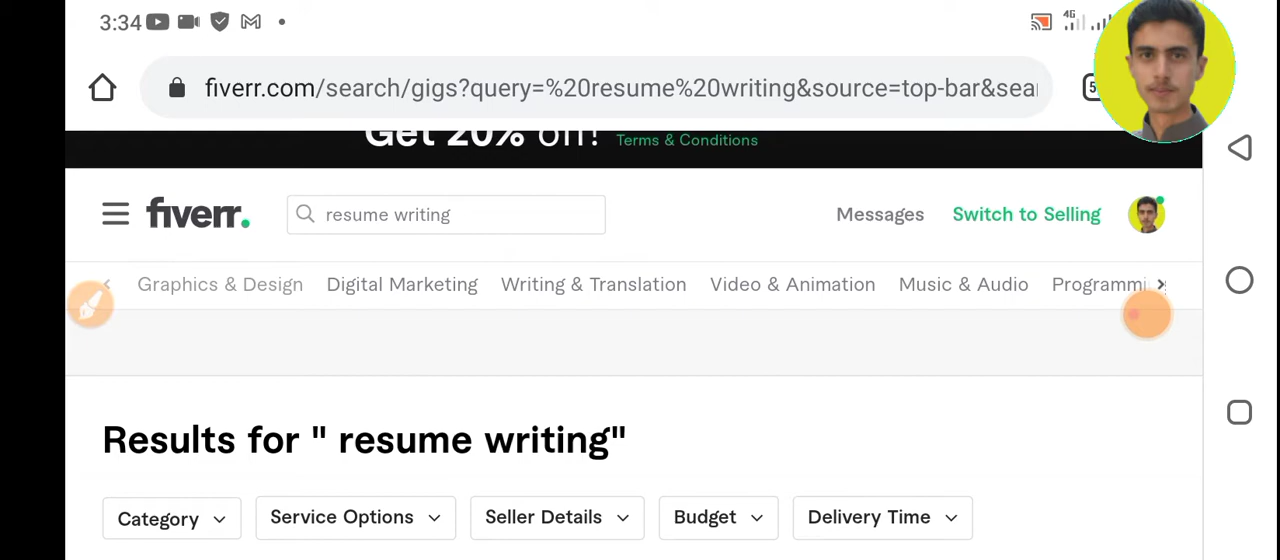 3:34
4G
fiverr.com/search/gigs?query=%20resume%20writing&source=top-bar&sear
Get 20% off! Terms & Conditions
fiverr.
resume writing
Messages
Switch to Selling
Graphics & Design
Digital Marketing
Writing & Translation
Video & Animation
Music & Audio
Programmi
Results for " resume writing"
Category
Service Options
Seller Details
Budget
Delivery Time